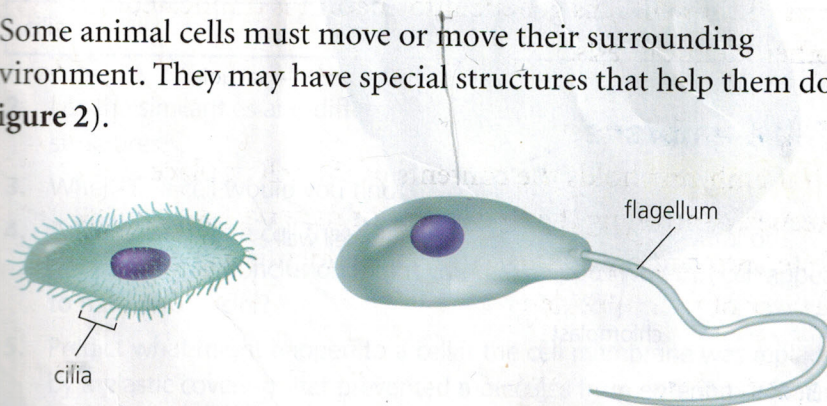 Some animal cells must move or move their surrounding
vironment. They may have special structures that help them do
igure 2).
flagellum
cilia